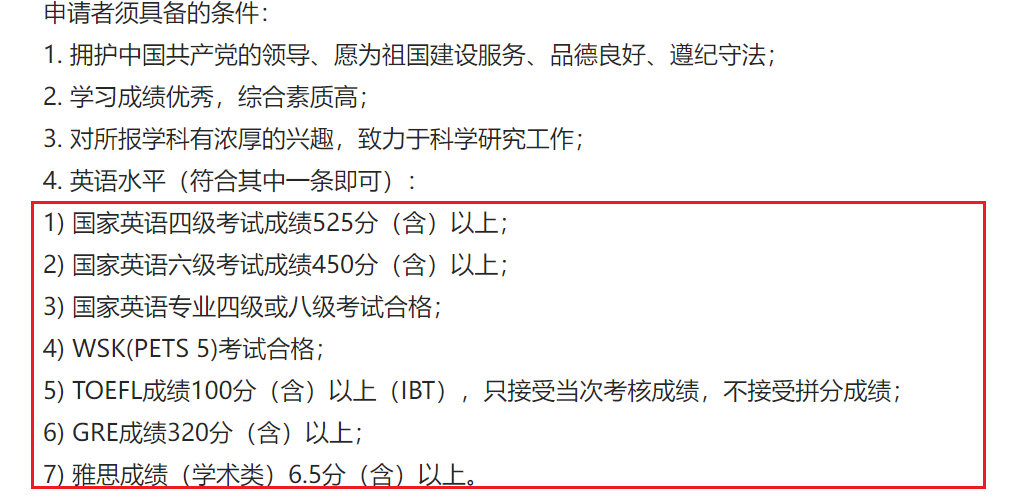 申请者须具备的条件：
1. 拥护中国共产党的领导、愿为祖国建设服务、品德良好、遵纪守法；
2. 学习成绩优秀，综合素质高；
3. 对所报学科有浓厚的兴趣，致力于科学研究工作；
4. 英语水平（符合其中一条即可）：
1) 国家英语四级考试成绩525分（含）以上；
2) 国家英语六级考试成绩450分（含）以上；
3) 国家英语专业四级或八级考试合格；
4) WSK(PETS 5)考试合格；
5) TOEFL成绩100分（含）以上（IBT），只接受当次考核成绩，不接受拼分成绩；
6) GRE成绩320分（含）以上；
7) 雅思成绩（学术类）6.5分（含）以上。